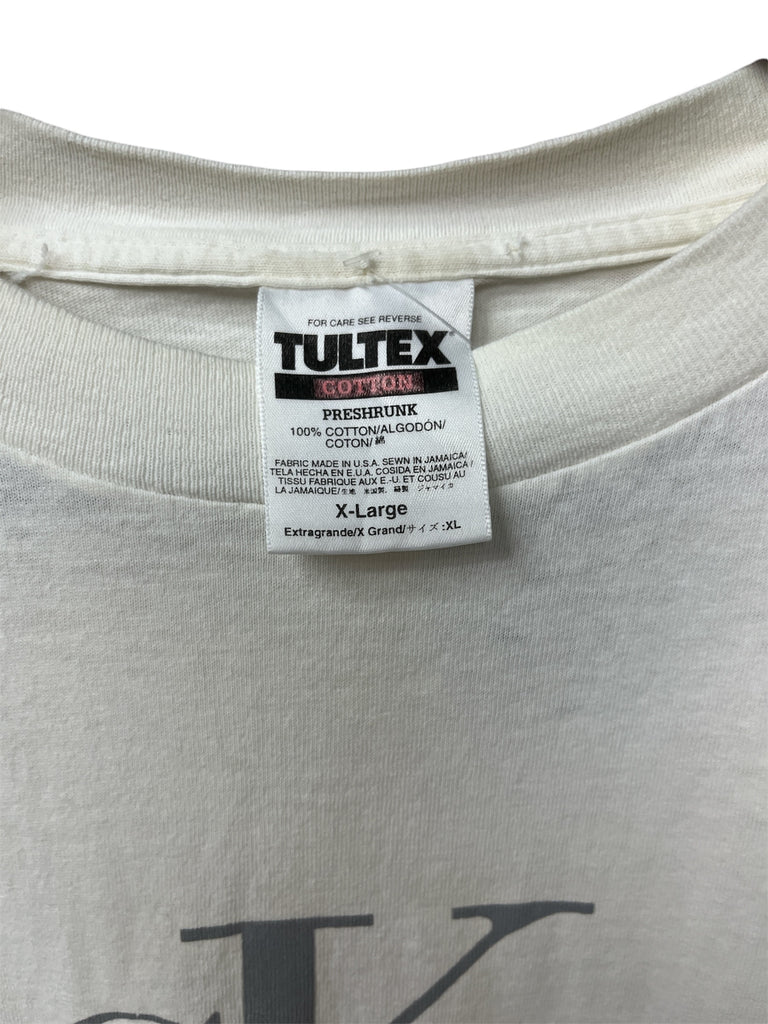 FOR CARE SEE REVERSE
TULTEX
COTTON
PRESHRUNK
100% COTTON/ALGODÓN/
COTON/綿
FABRIC MADE IN U.S.A. SEWN IN JAMAICA/
TELA HECHA EN E.U.A. COSIDA EN JAMAICA/
TISSU FABRIQUE AUX E.-U. ET COUSU AU
LA JAMAIQUE/生地 米国製, 縫製 ジャマイカ
X-Large
Extragrande/X Grand/サイズ:XL
cK